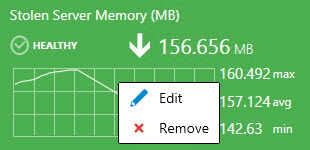 Stolen Server Memory (MB)
HEALTHY 156.656 MB
160.492 max
Edit
157.124 avg
Remove
142.63 min